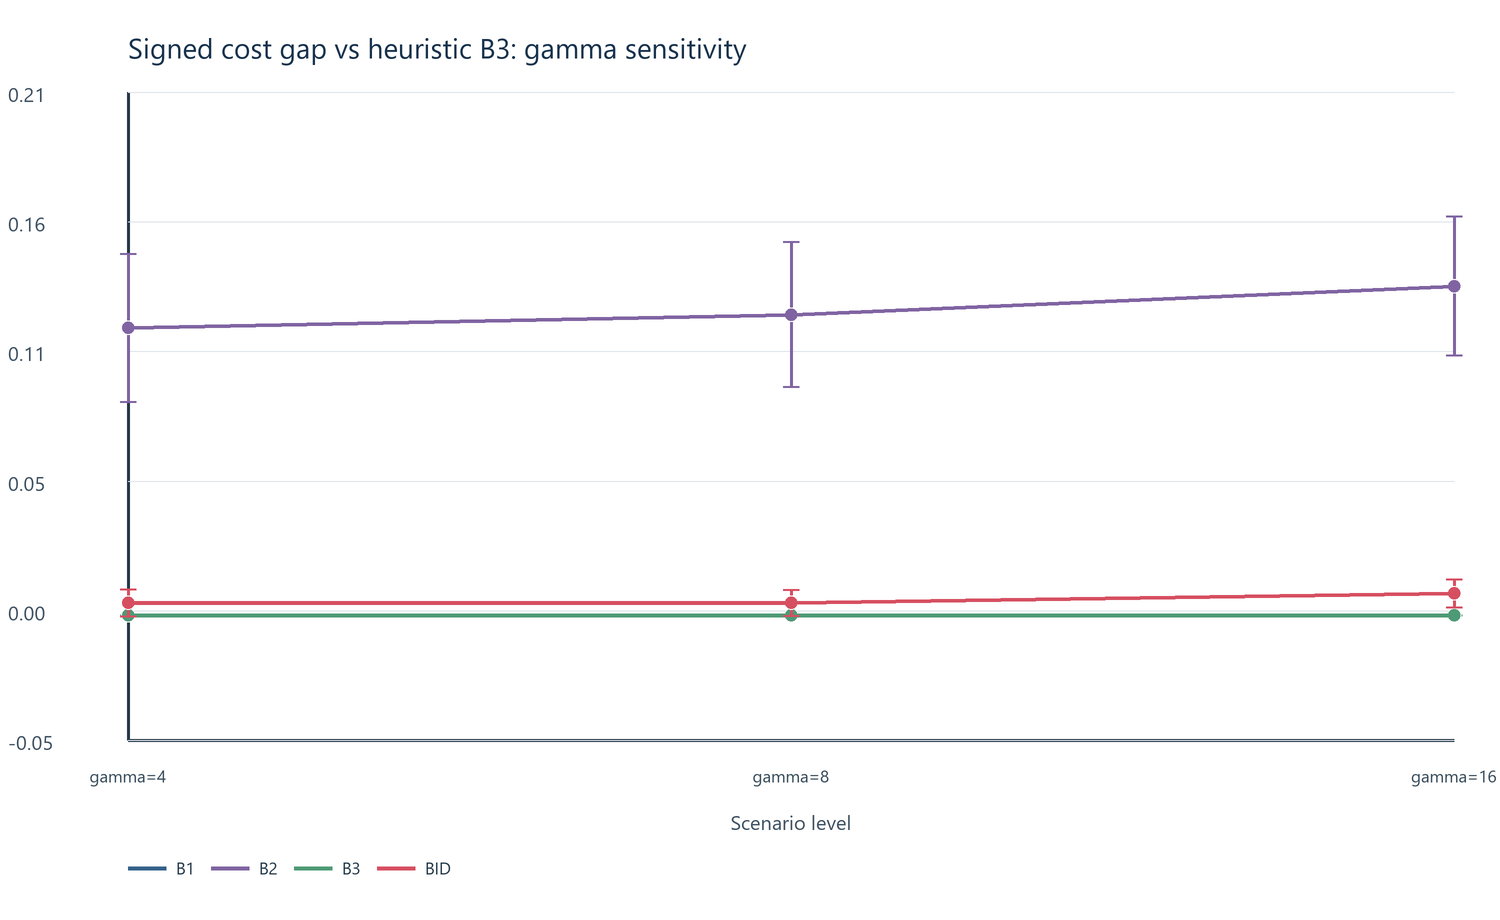 Signed cost gap vs heuristic B3: gamma sensitivity
0.21
0.16
0.11
0.05
0.00
-0.05
gamma=4 gamma=8 gamma=16
Scenario level
B1 B2 B3 BID